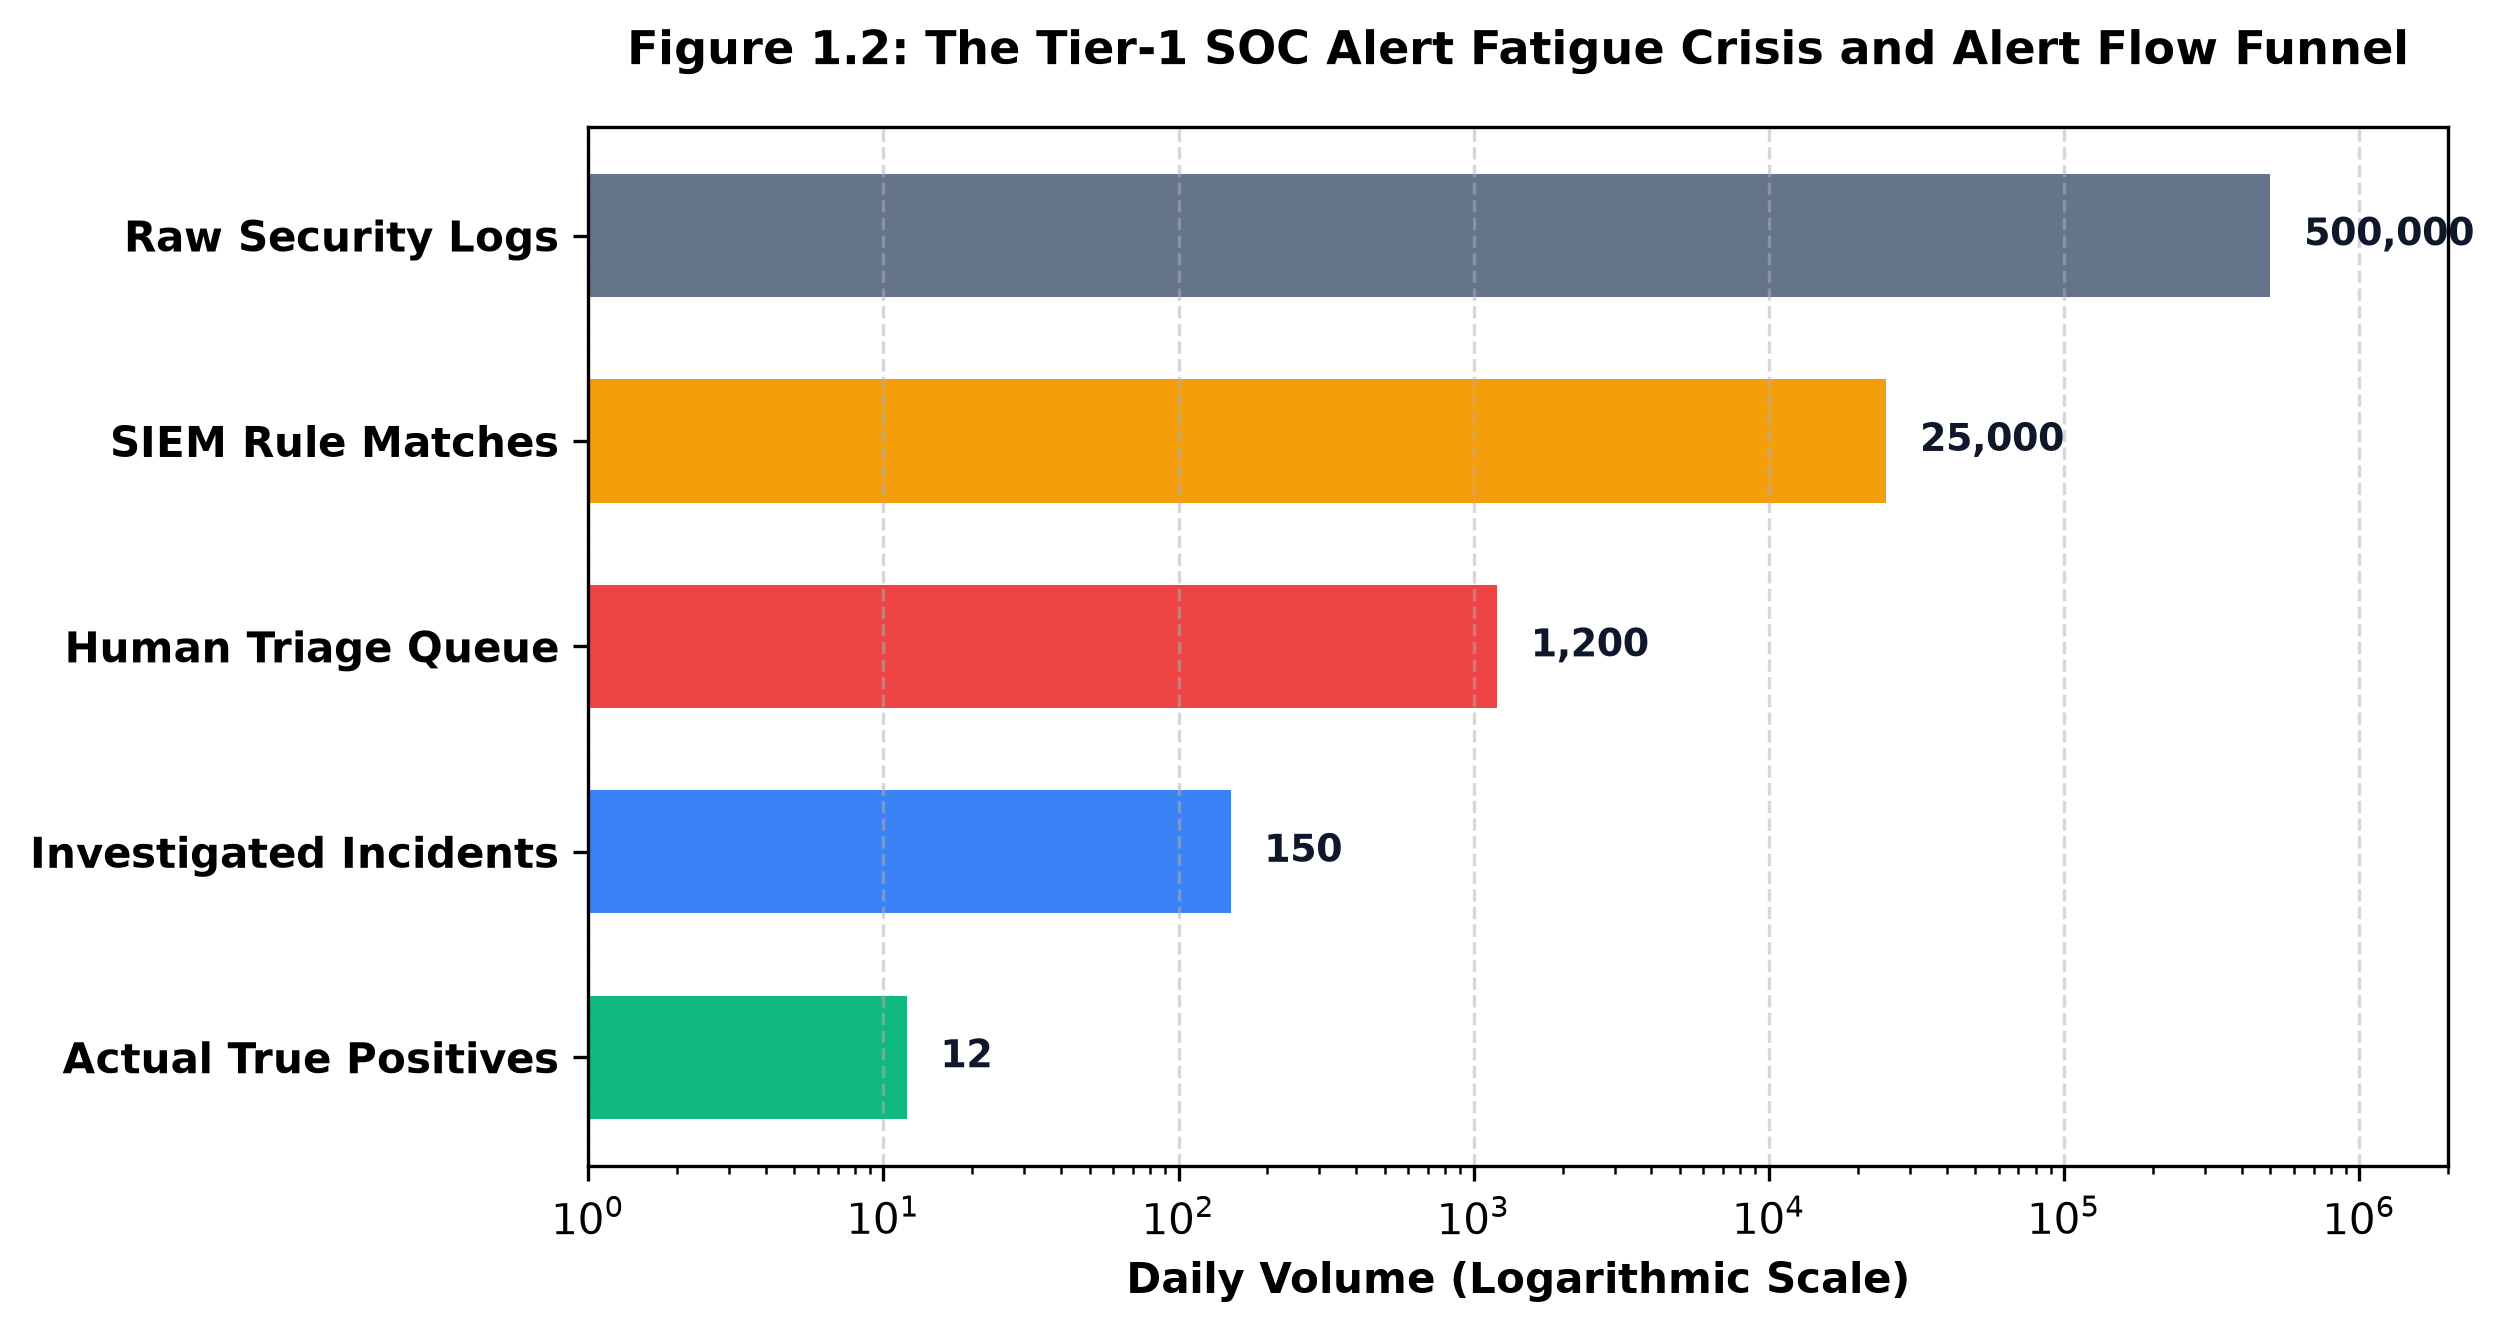 Figure 1.2: The Tier-1 SOC Alert Fatigue Crisis and Alert Flow Funnel
Raw Security Logs
500,000
SIEM Rule Matches
25,000
Human Triage Queue
1,200
Investigated Incidents
150
Actual True Positives
12
10⁰ 10¹ 10² 10³ 10⁴ 10⁵ 10⁶
Daily Volume (Logarithmic Scale)